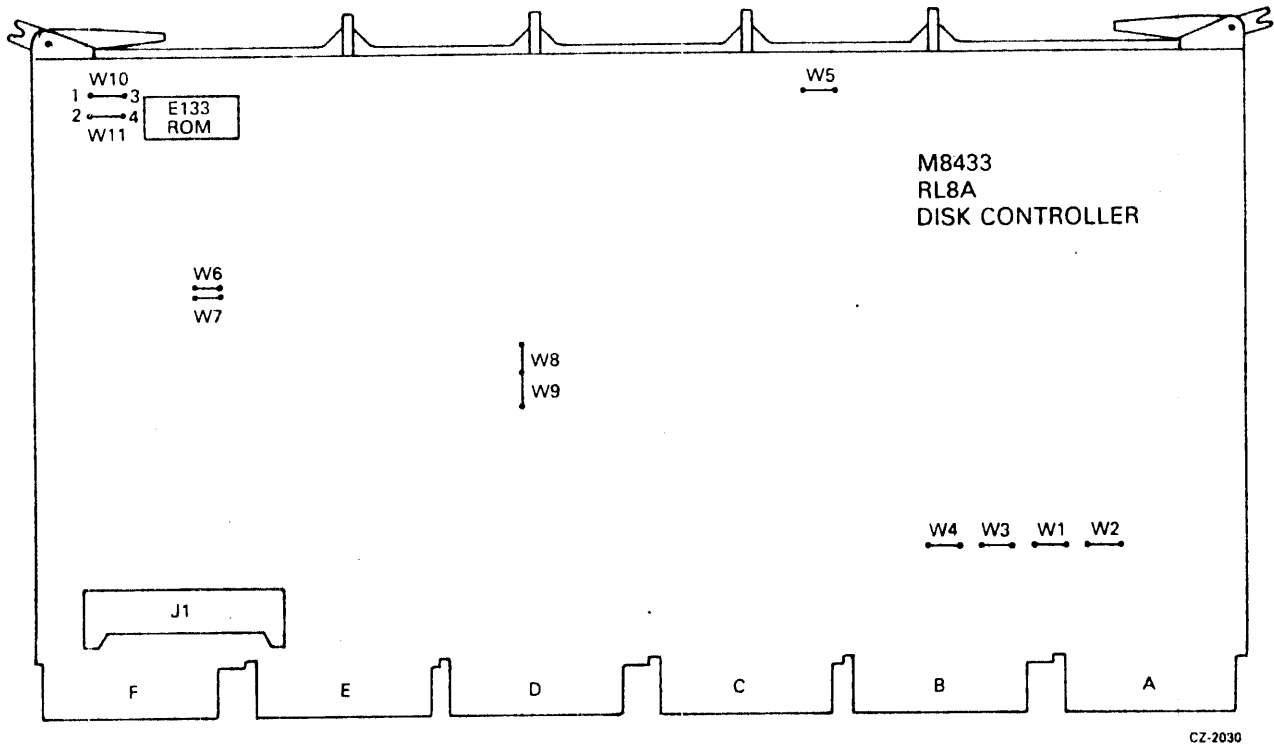 W10
1 3
2 4
W11
E133
ROM
W5
M8433
RL8A
DISK CONTROLLER
W6
W7
W8
W9
W4 W3 W1 W2
J1
F E D C B A
CZ-2030